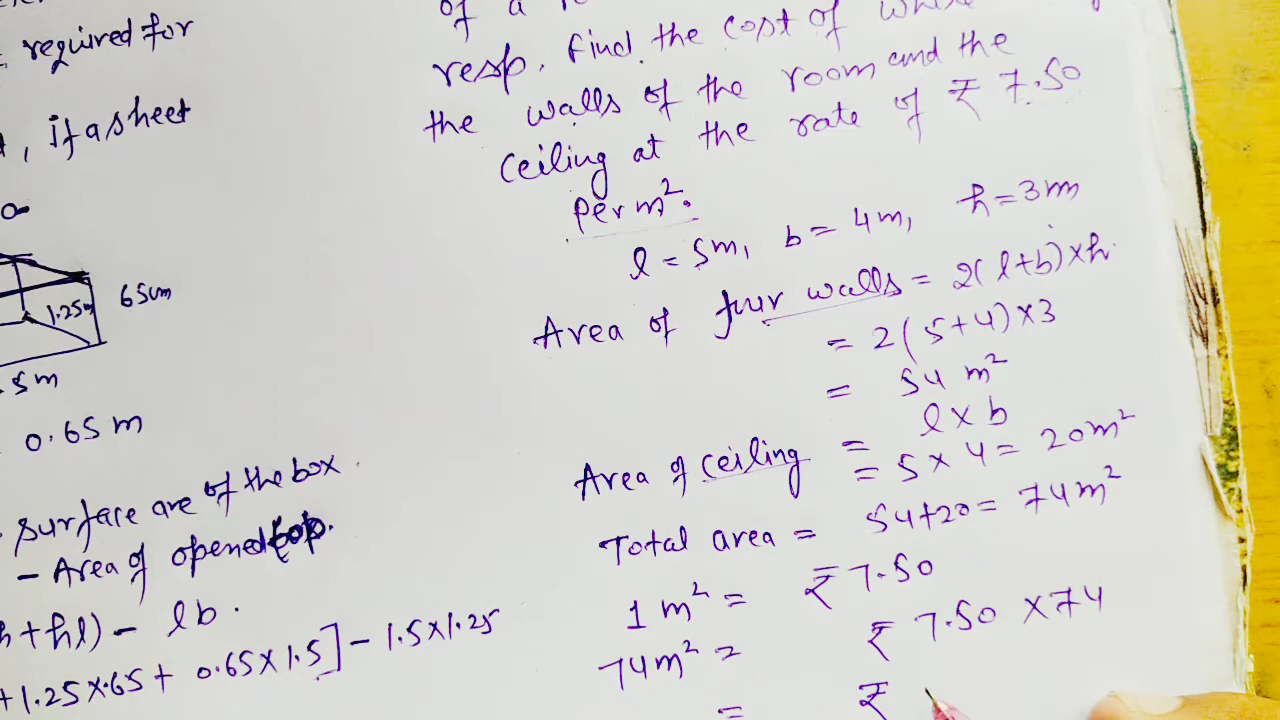 required for
, if a sheet
65cm
1.25m
5m
0.65 m
surface are of the box
- Area of opened top.
+ hl) - lb.
+ 1.25 x .65 + 0.65 x 1.5] - 1.5 x 1.25
of a
resp. Find the cost of
the walls of the room and the
ceiling at the rate of ₹ 7.50
Per m².
l = 5m, b = 4m, h = 3m
Area of four walls = 2(l+b) x h
= 2(5+4) x 3
= 54 m²
Area of ceiling = l x b
= 5 x 4 = 20m²
Total area = 54+20 = 74m²
1 m² = ₹ 7.50
74m² = ₹ 7.50 x 74
= ₹